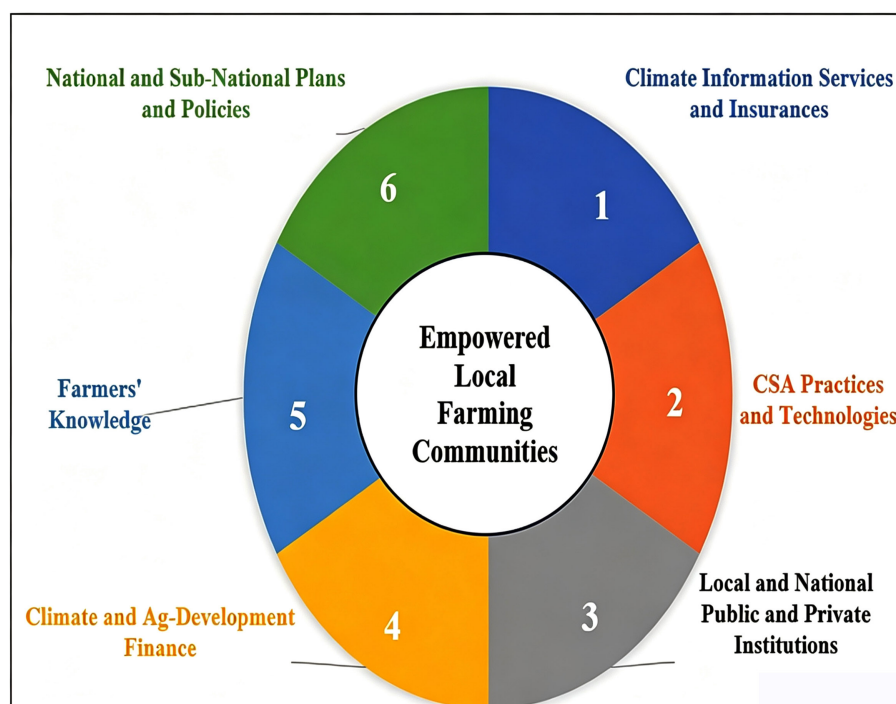 National and Sub-National Plans
and Policies
Climate Information Services
and Insurances
6
1
Empowered
Local
Farming
Communities
Farmers'
Knowledge
5
2
CSA Practices
and Technologies
Climate and Ag-Development
Finance
4
3
Local and National
Public and Private
Institutions